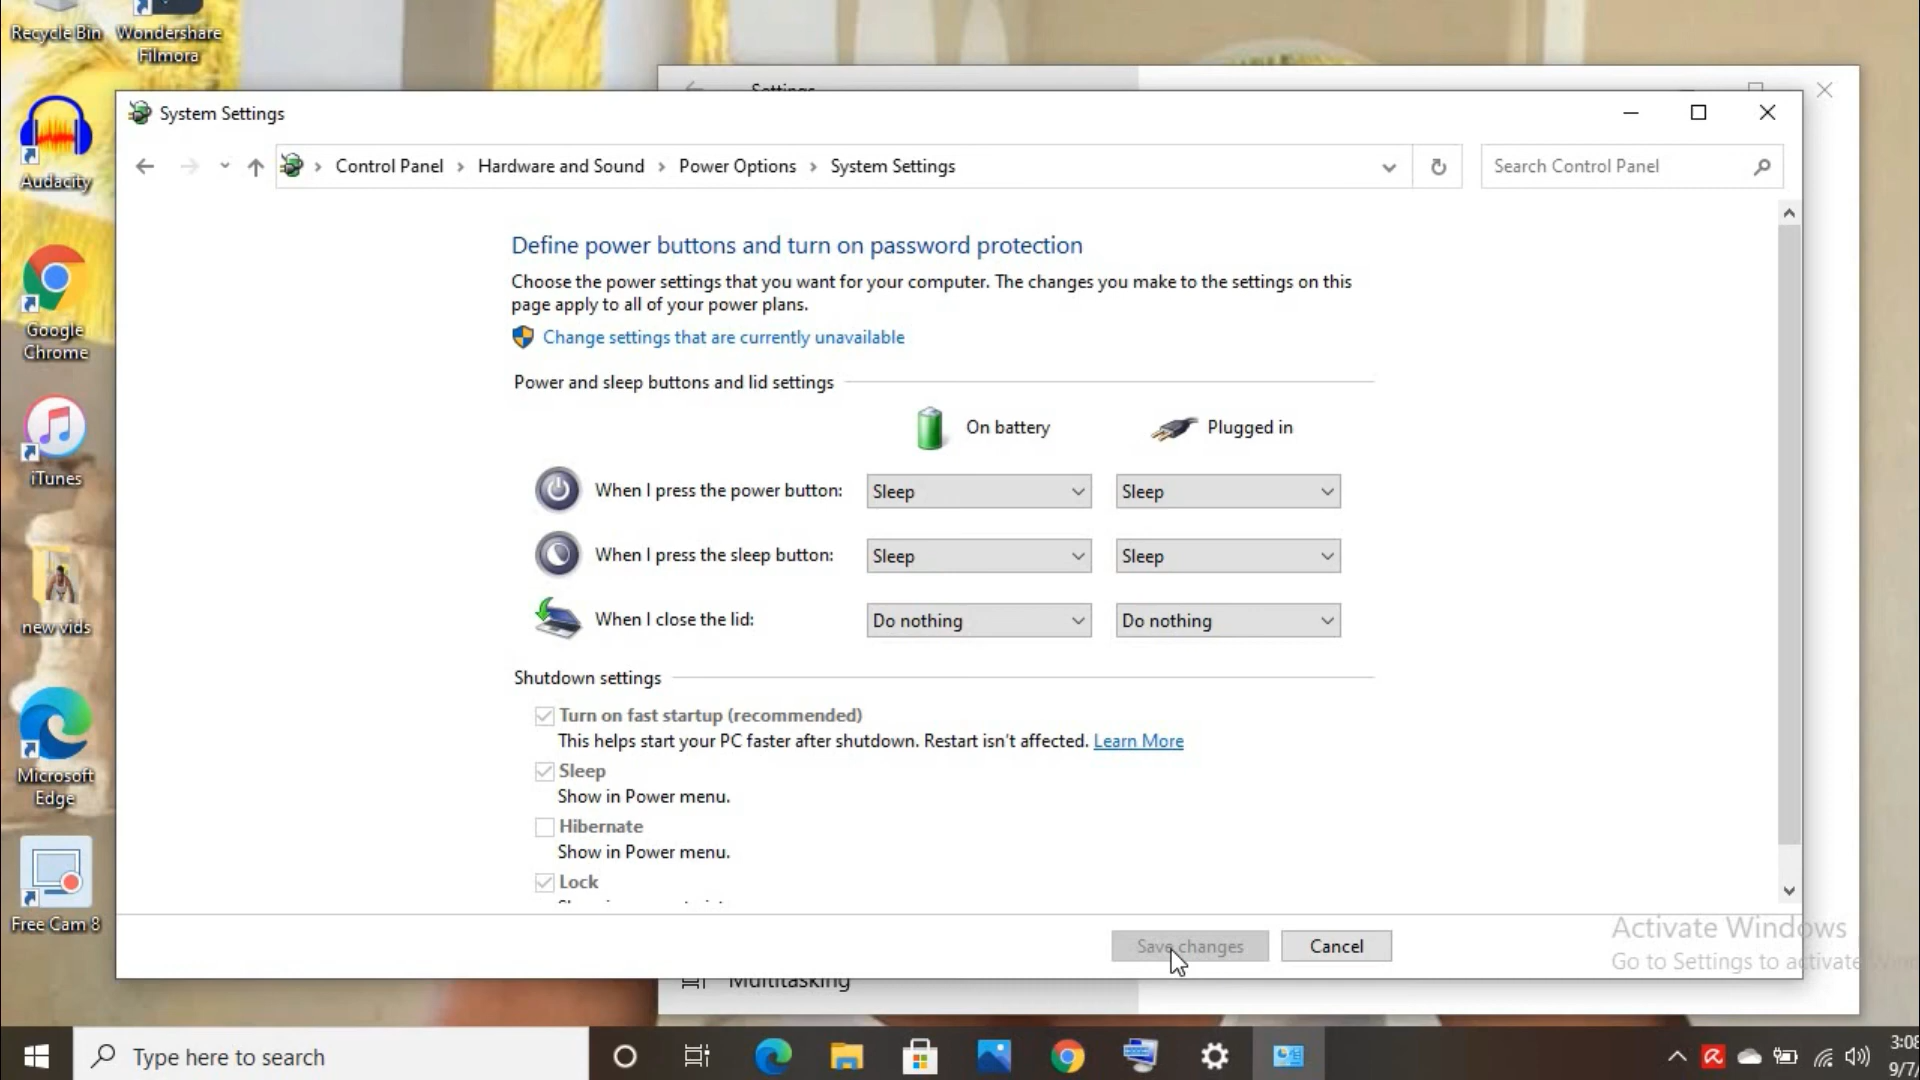 Recycle Bin
Wondershare
Filmora
Audacity
Google
Chrome
iTunes
new vids
Microsoft
Edge
Free Cam 8
Settings
System Settings
Control Panel
Hardware and Sound
Power Options
System Settings
Search Control Panel
Define power buttons and turn on password protection
Choose the power settings that you want for your computer. The changes you make to the settings on this
page apply to all of your power plans.
Change settings that are currently unavailable
Power and sleep buttons and lid settings
On battery
Plugged in
When I press the power button:
Sleep
Sleep
When I press the sleep button:
Sleep
Sleep
When I close the lid:
Do nothing
Do nothing
Shutdown settings
Turn on fast startup (recommended)
This helps start your PC faster after shutdown. Restart isn't affected. Learn More
Sleep
Show in Power menu.
Hibernate
Show in Power menu.
Lock
Save changes
Cancel
Activate Windows
Go to Settings to activate
Multitasking
Type here to search
3:08
9/7/